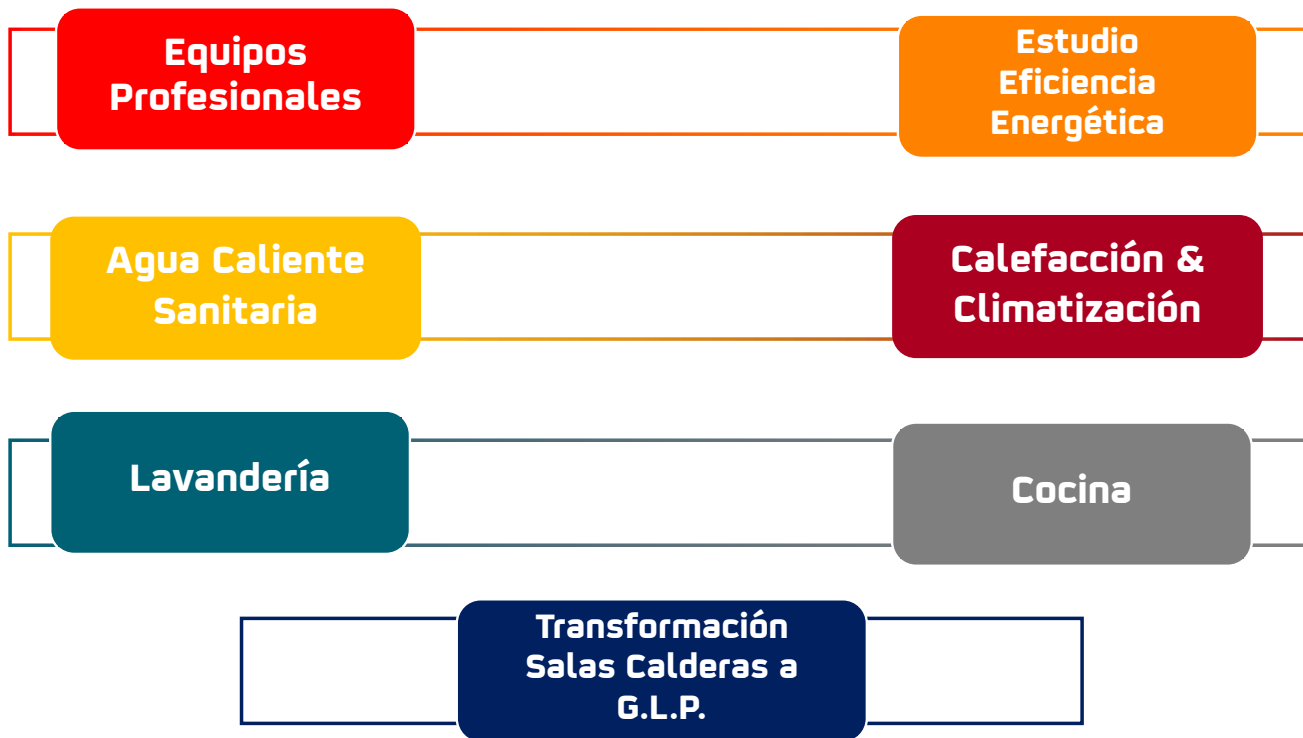 Equipos
Profesionales
Estudio
Eficiencia
Energética
Agua Caliente
Sanitaria
Calefacción &
Climatización
Lavandería
Cocina
Transformación
Salas Calderas a
G.L.P.